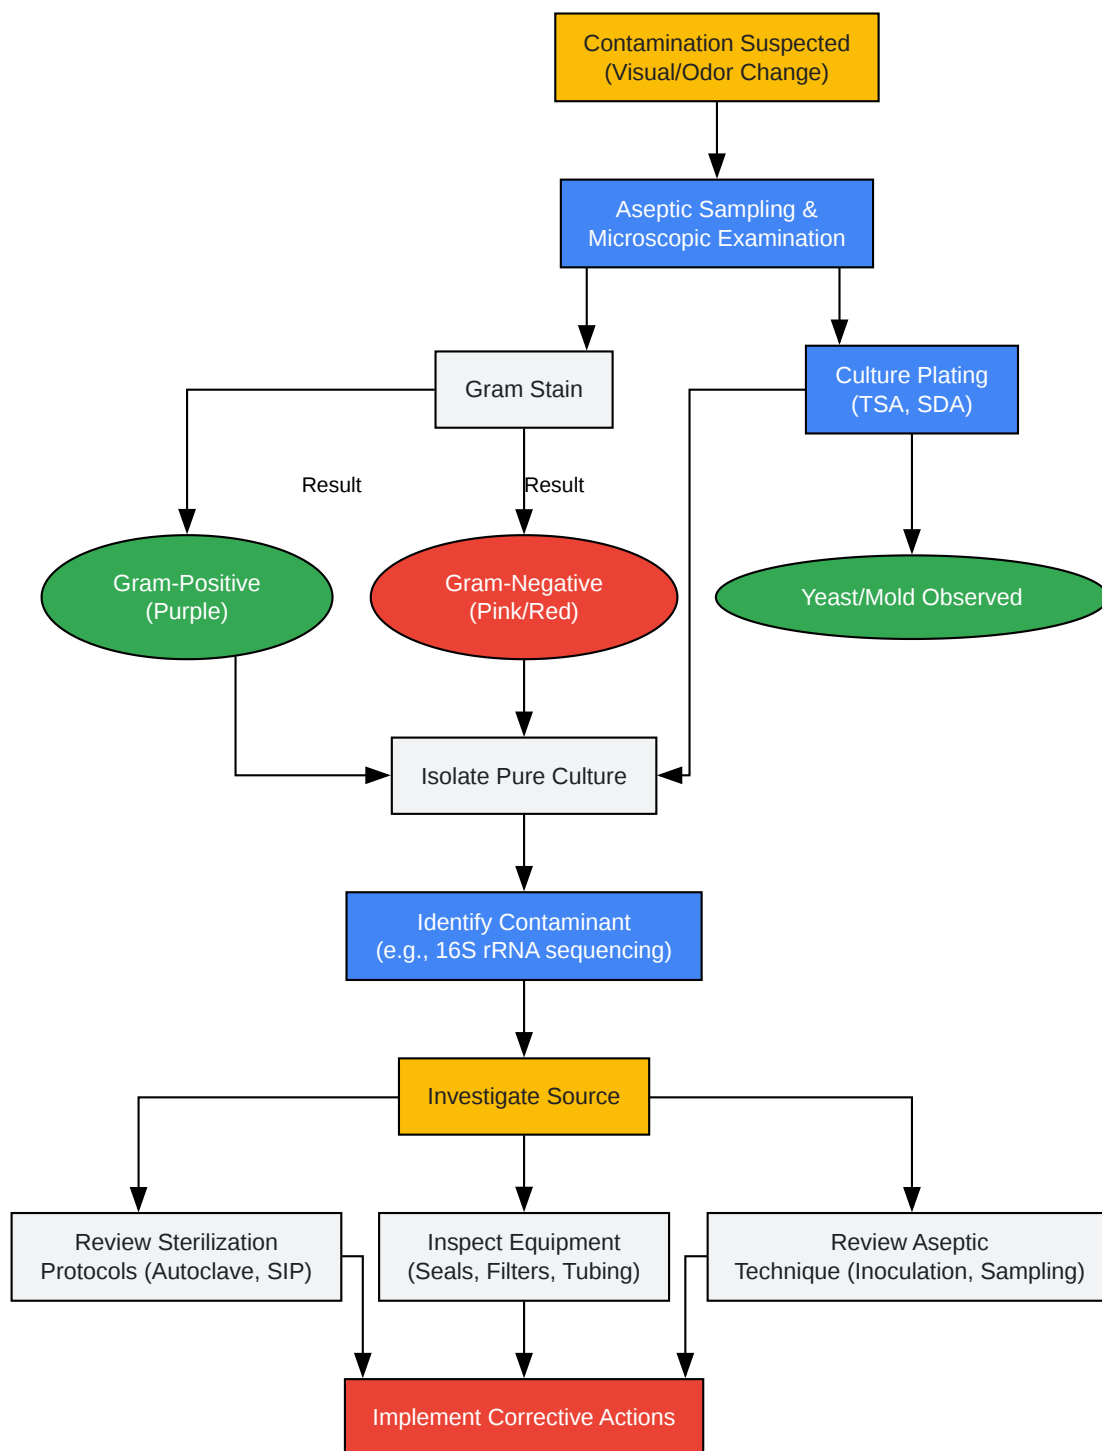 Contamination Suspected
(Visual/Odor Change)
Aseptic Sampling &
Microscopic Examination
Gram Stain
Culture Plating
(TSA, SDA)
Result
Result
Gram-Positive
(Purple)
Gram-Negative
(Pink/Red)
Yeast/Mold Observed
Isolate Pure Culture
Identify Contaminant
(e.g., 16S rRNA sequencing)
Investigate Source
Review Sterilization
Protocols (Autoclave, SIP)
Inspect Equipment
(Seals, Filters, Tubing)
Review Aseptic
Technique (Inoculation, Sampling)
Implement Corrective Actions